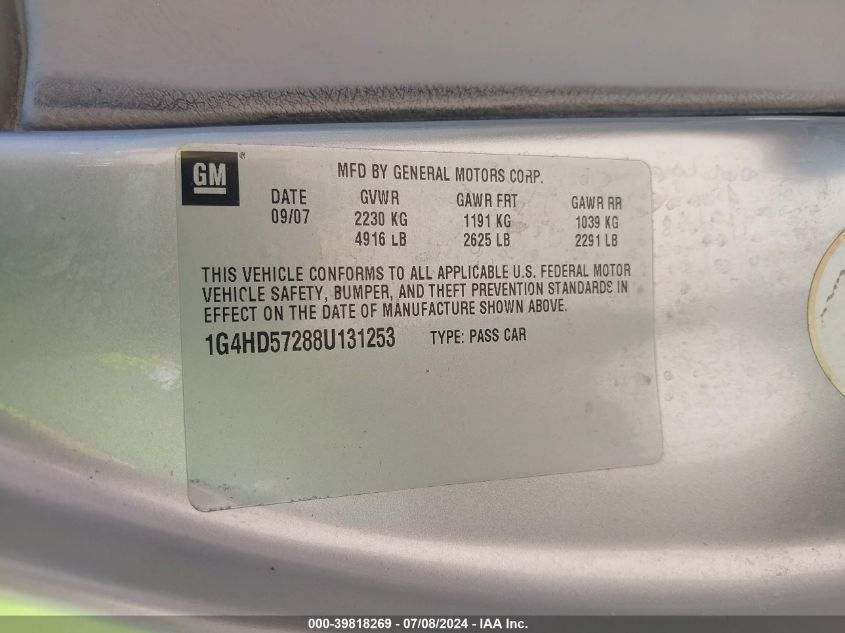 GM®
MFD BY GENERAL MOTORS CORP.
DATE GVWR GAWR FRT GAWR RR
09/07 2230 KG 1191 KG 1039 KG
4916 LB 2625 LB 2291 LB
THIS VEHICLE CONFORMS TO ALL APPLICABLE U.S. FEDERAL MOTOR
VEHICLE SAFETY, BUMPER, AND THEFT PREVENTION STANDARDS IN
EFFECT ON THE DATE OF MANUFACTURE SHOWN ABOVE.
1G4HD57288U131253 TYPE: PASS CAR
000-39818269 - 07/08/2024 - IAA Inc.